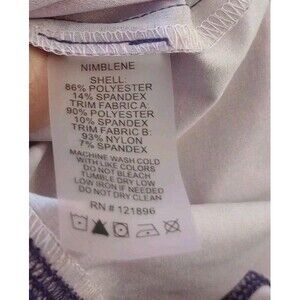 NIMBLENE
SHELL:
86% POLYESTER
14% SPANDEX
TRIM FABRIC A:
90% POLYESTER
10% SPANDEX
TRIM FABRIC B:
93% NYLON
7% SPANDEX
MACHINE WASH COLD
WITH LIKE COLORS
DO NOT BLEACH
TUMBLE DRY LOW
LOW IRON IF NEEDED
DO NOT DRY CLEAN
RN # 121896